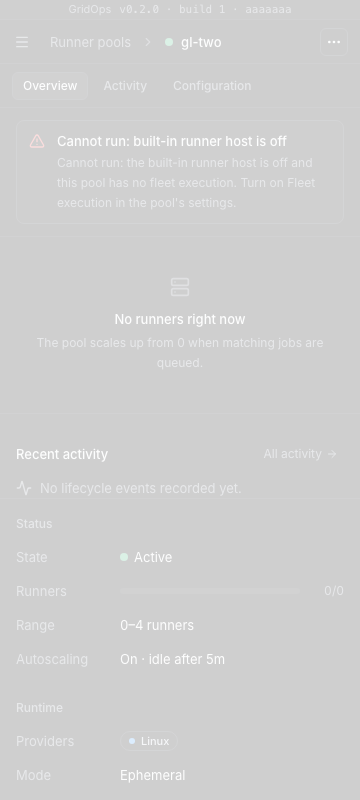 GridOps v0.2.0 · build 1 · aaaaaaa
Runner pools > gl-two
Overview Activity Configuration
Cannot run: built-in runner host is off
Cannot run: the built-in runner host is off and
this pool has no fleet execution. Turn on Fleet
execution in the pool's settings.
No runners right now
The pool scales up from 0 when matching jobs are
queued.
Recent activity All activity →
No lifecycle events recorded yet.
Status
State Active
Runners 0/0
Range 0–4 runners
Autoscaling On · idle after 5m
Runtime
Providers Linux
Mode Ephemeral